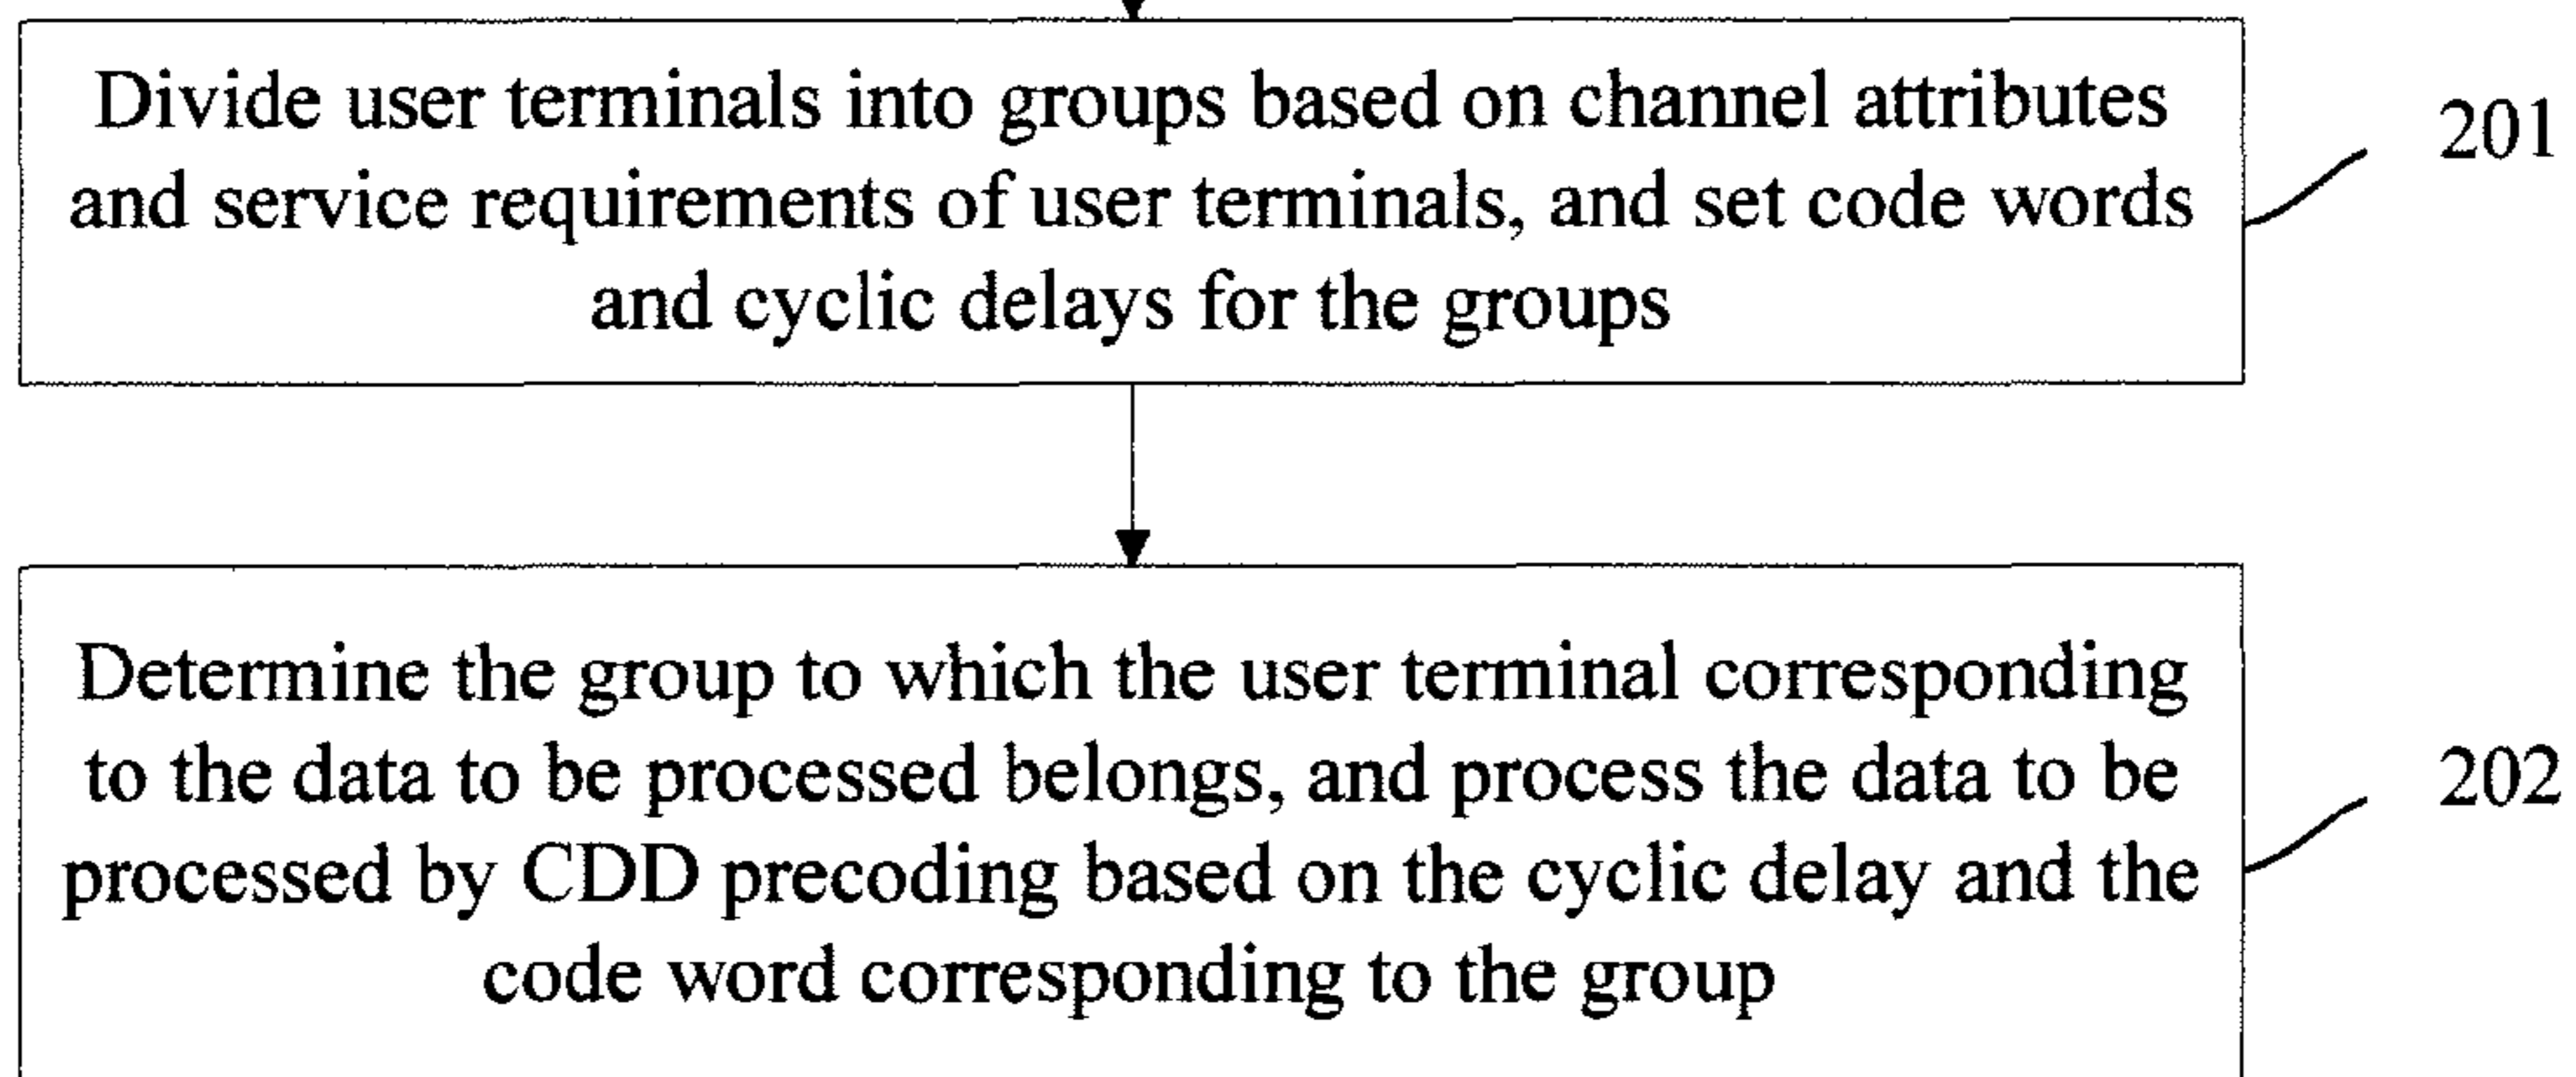 Divide user terminals into groups based on channel attributes
and service requirements of user terminals, and set code words
and cyclic delays for the groups
201
Determine the group to which the user terminal corresponding
to the data to be processed belongs, and process the data to be
processed by CDD precoding based on the cyclic delay and the
code word corresponding to the group
202